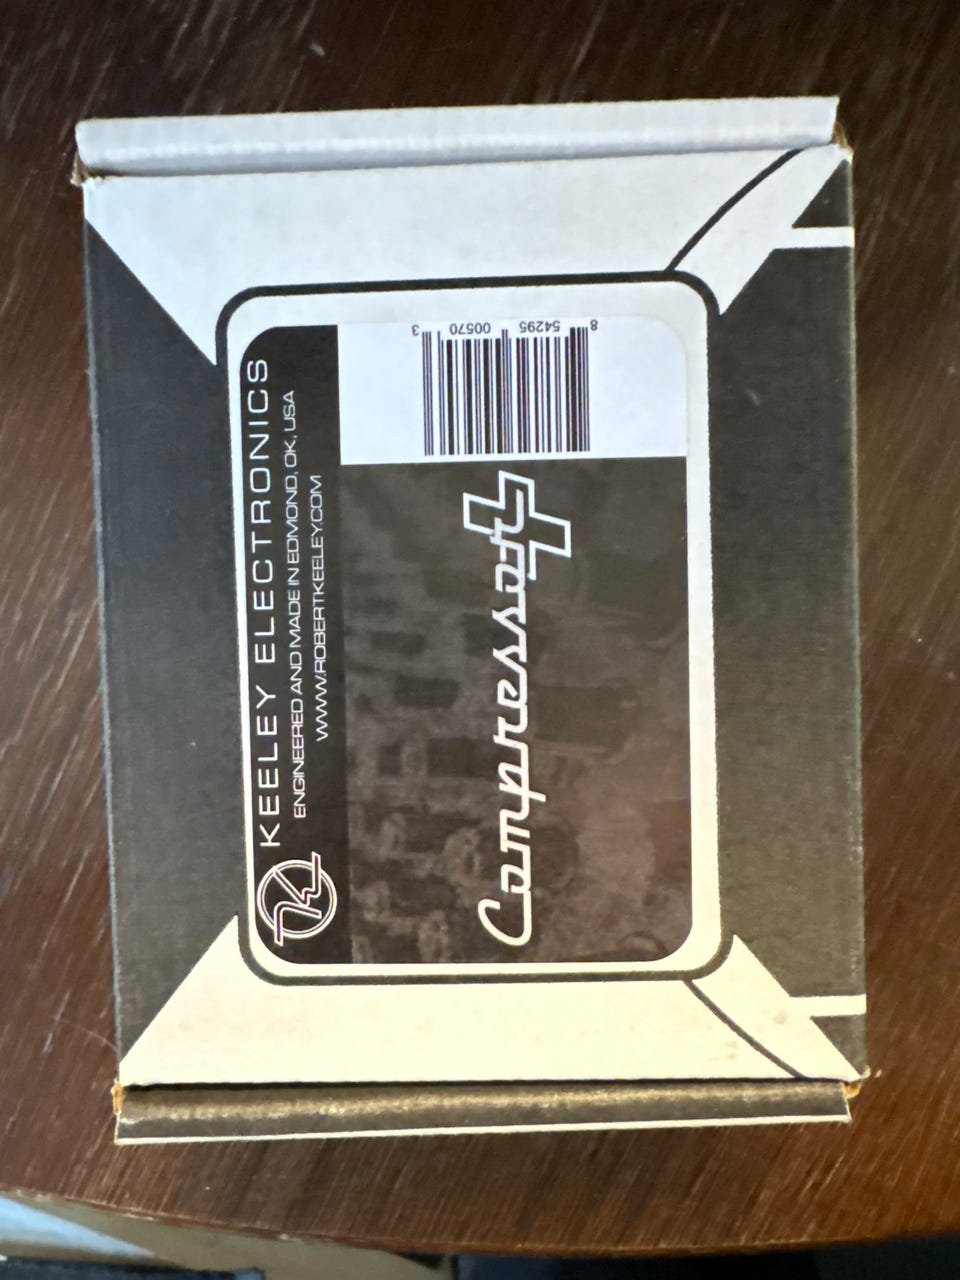 KEELEY ELECTRONICS
ENGINEERED AND MADE IN EDMOND, OK, USA
WWW.ROBERTKEELEY.COM
Compressor+
8 54295 00570 3